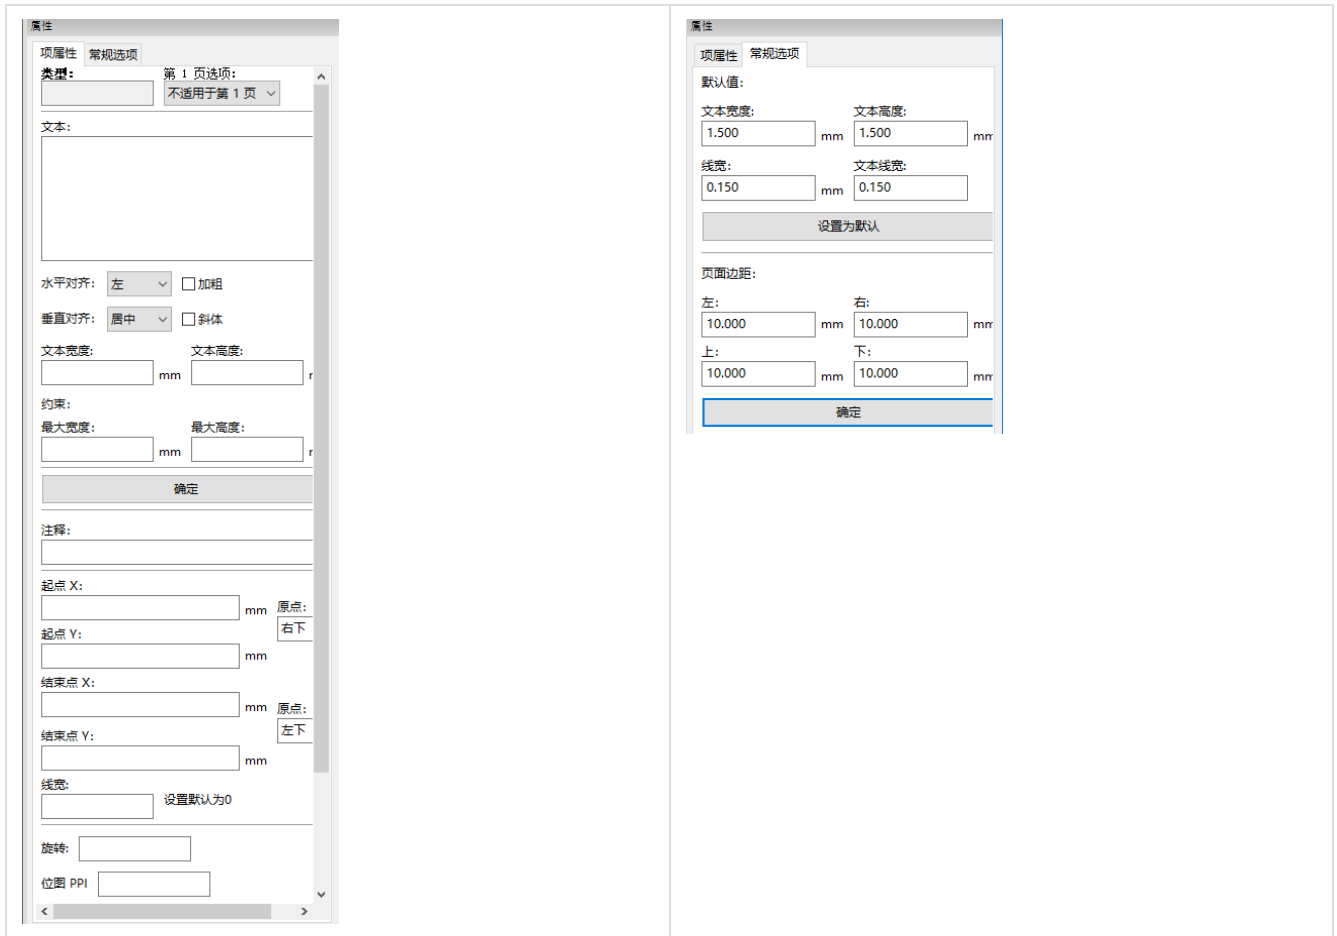 属性
项属性 常规选项
类型: 第 1 页选项:
不适用于第 1 页
文本:
水平对齐: 左 加粗
垂直对齐: 居中 斜体
文本宽度: 文本高度:
mm
约束:
最大宽度: 最大高度:
mm
确定
注释:
起点 X:
mm 原点:
右下
起点 Y:
mm
结束点 X:
mm 原点:
左下
结束点 Y:
mm
线宽:
设置默认为0
旋转:
位图 PPI
属性
项属性 常规选项
默认值:
文本宽度: 文本高度:
1.500 mm 1.500 mm
线宽: 文本线宽:
0.150 mm 0.150
设置为默认
页面边距:
左: 右:
10.000 mm 10.000 mm
上: 下:
10.000 mm 10.000 mm
确定